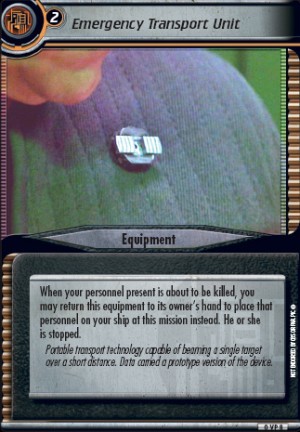 2 Emergency Transport Unit
Equipment
When your personnel present is about to be killed, you
may return this equipment to its owner's hand to place that
personnel on your ship at this mission instead. He or she
is stopped.
Portable transport technology capable of beaming a single target
over a short distance. Data carried a prototype version of the device.
0 VP 8